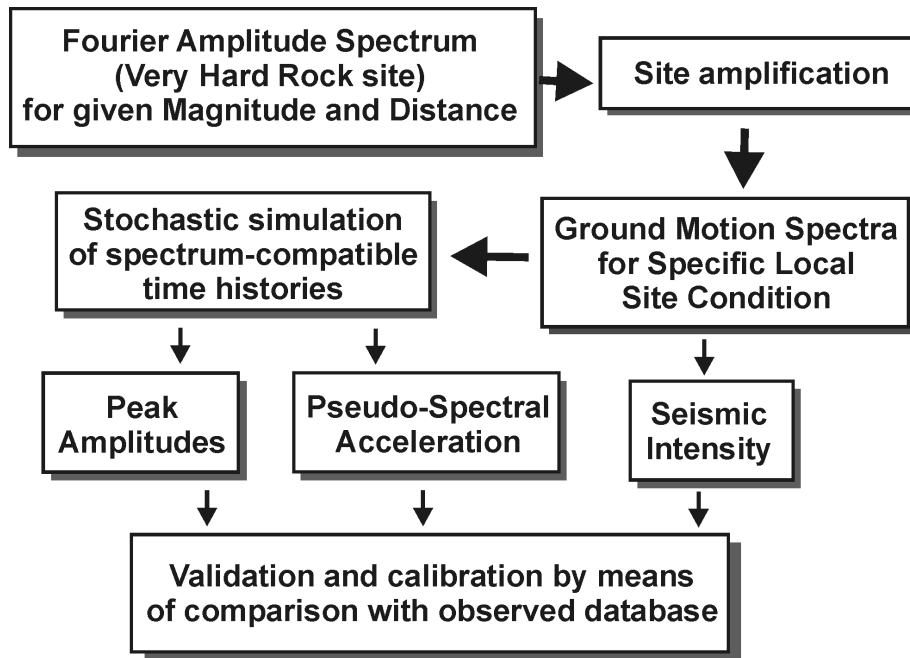 Fourier Amplitude Spectrum
(Very Hard Rock site)
for given Magnitude and Distance
Site amplification
Ground Motion Spectra
for Specific Local
Site Condition
Stochastic simulation
of spectrum-compatible
time histories
Peak
Amplitudes
Pseudo-Spectral
Acceleration
Seismic
Intensity
Validation and calibration by means
of comparison with observed database